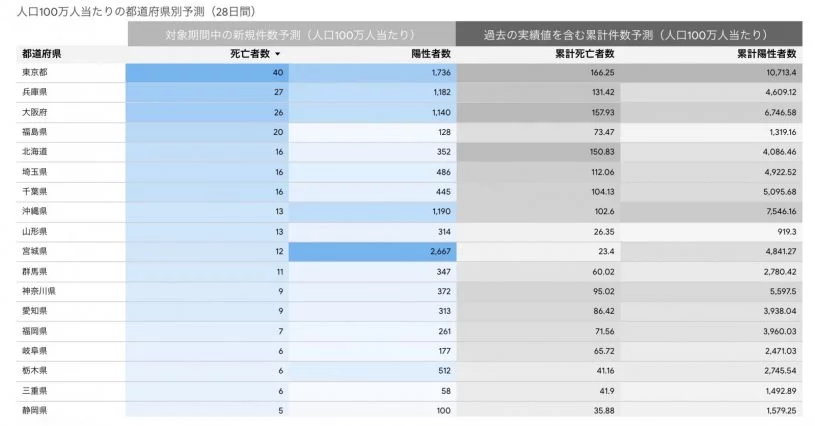 人口100万人当たりの都道府県別予測（28日間）
対象期間中の新規件数予測（人口100万人当たり） 過去の実績値を含む累計件数予測（人口100万人当たり）
都道府県 死亡者数 ▼ 陽性者数 累計死亡者数 累計陽性者数
東京都 40 1,736 166.25 10,713.4
兵庫県 27 1,182 131.42 4,609.12
大阪府 26 1,140 157.93 6,746.58
福島県 20 128 73.47 1,319.16
北海道 16 352 150.83 4,086.46
埼玉県 16 486 112.06 4,922.52
千葉県 16 445 104.13 5,095.68
沖縄県 13 1,190 102.6 7,546.16
山形県 13 314 26.35 919.3
宮城県 12 2,667 23.4 4,841.27
群馬県 11 347 60.02 2,780.42
神奈川県 9 372 95.02 5,597.5
愛知県 9 313 86.42 3,938.04
福岡県 7 261 71.56 3,960.03
岐阜県 6 177 65.72 2,471.03
栃木県 6 512 41.16 2,745.54
三重県 6 58 41.9 1,492.89
静岡県 5 100 35.88 1,579.25